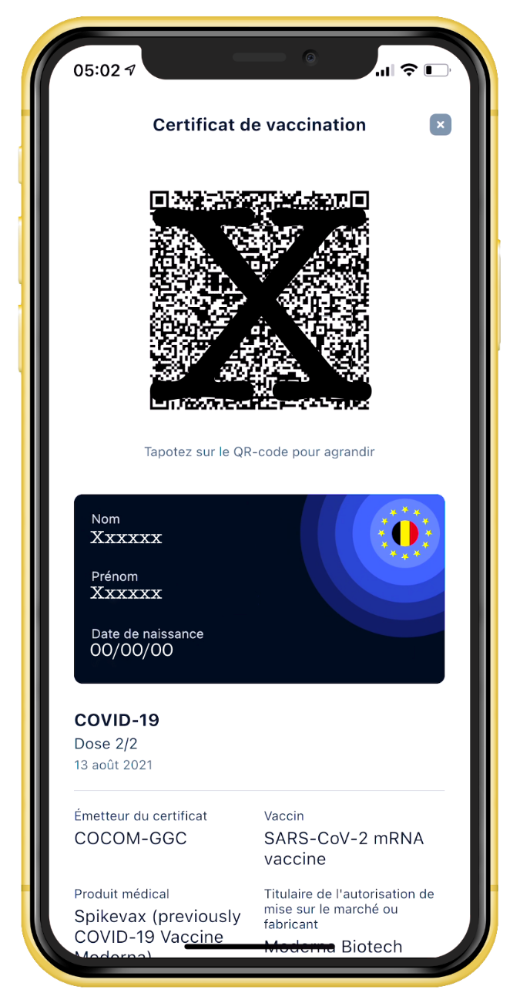 05:02
Certificat de vaccination
X
Tapotez sur le QR-code pour agrandir
Nom
Xxxxxx
Prénom
Xxxxxx
Date de naissance
00/00/00
COVID-19
Dose 2/2
13 août 2021
Émetteur du certificat
COCOM-GGC
Vaccin
SARS-CoV-2 mRNA
vaccine
Produit médical
Spikevax (previously
COVID-19 Vaccine
Moderna)
Titulaire de l'autorisation de
mise sur le marché ou
fabricant
Moderna Biotech